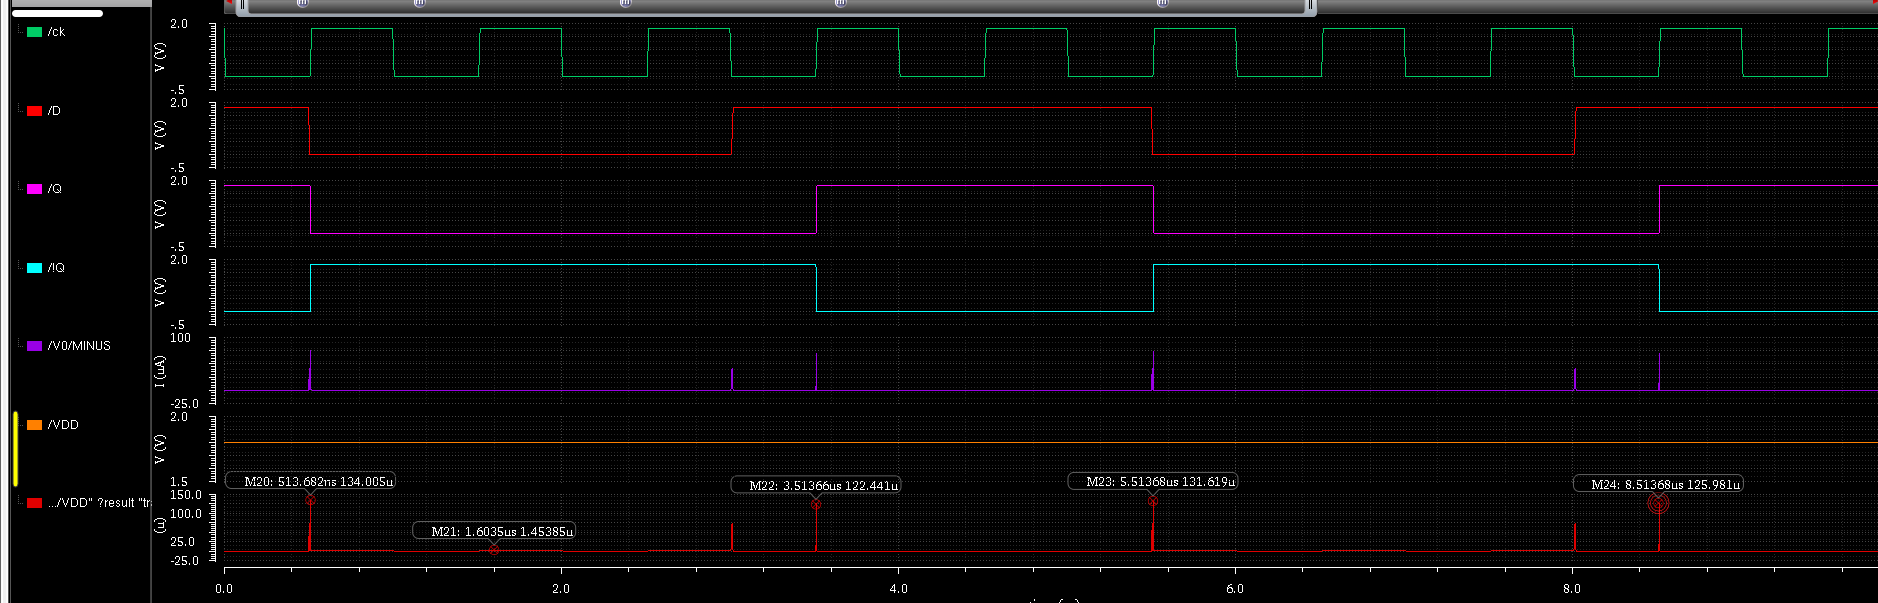 /ck
2.0
V (V)
-.5
/D
2.0
V (V)
-.5
/Q
2.0
V (V)
-.5
/IQ
2.0
V (V)
-.5
/V0/MINUS
100
I (uA)
-25.0
/VDD
2.0
V (V)
1.5
M20: 513.682ns 134.005u
M22: 3.51366us 122.441u
M23: 5.51368us 131.619u
M24: 8.51368us 125.981u
M21: 1.6035us 1.45385u
.../VDD" ?result "tr
150.0
100.0
(u)
25.0
-25.0
0.0 2.0 4.0 6.0 8.0